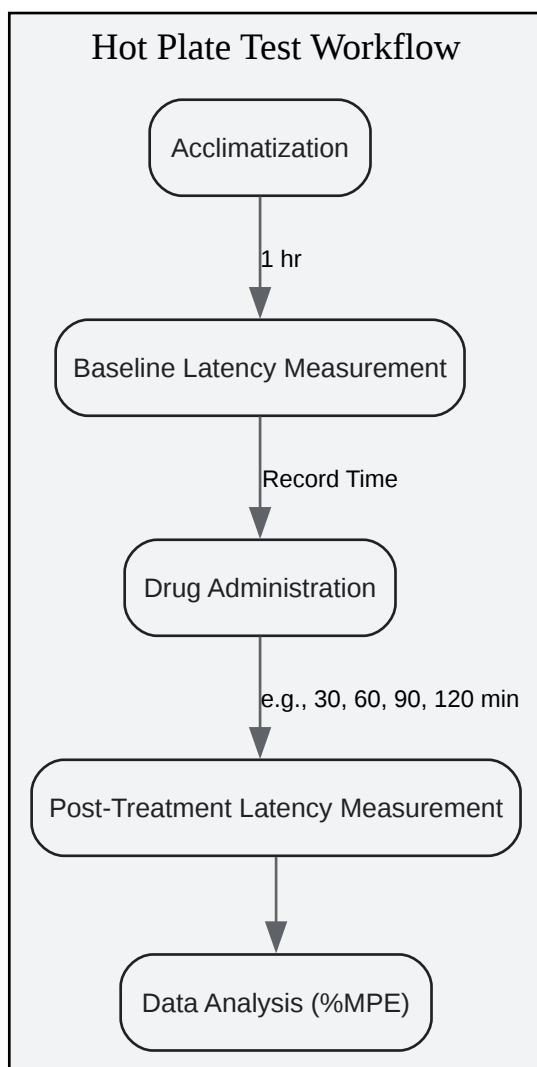 Hot Plate Test Workflow
Acclimatization
1 hr
Baseline Latency Measurement
Record Time
Drug Administration
e.g., 30, 60, 90, 120 min
Post-Treatment Latency Measurement
Data Analysis (%MPE)